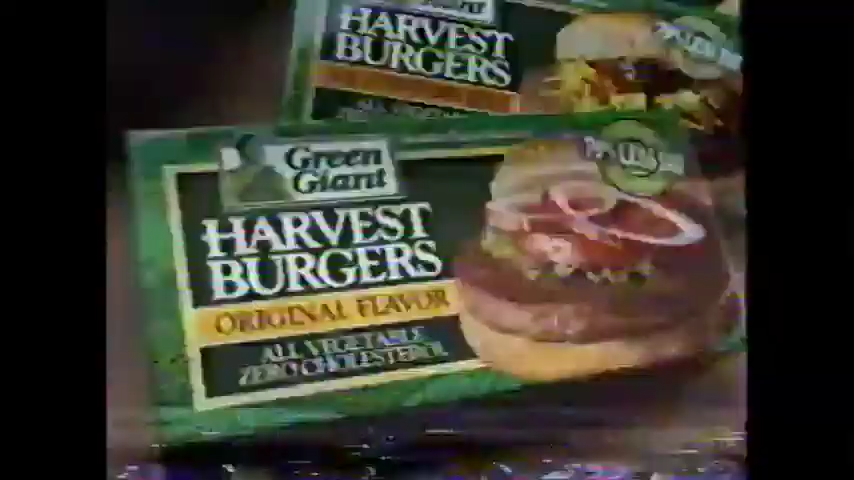 HARVEST
BURGERS
Green
Giant
HARVEST
BURGERS
ORIGINAL FLAVOR
ALL VEGETABLE
ZERO CHOLESTEROL